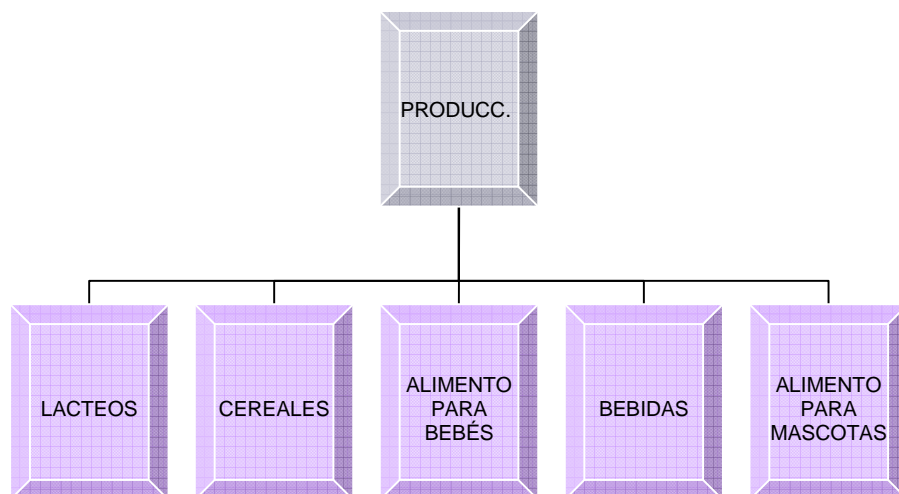 PRODUCC.
LACTEOS
CEREALES
ALIMENTO
PARA
BEBÉS
BEBIDAS
ALIMENTO
PARA
MASCOTAS